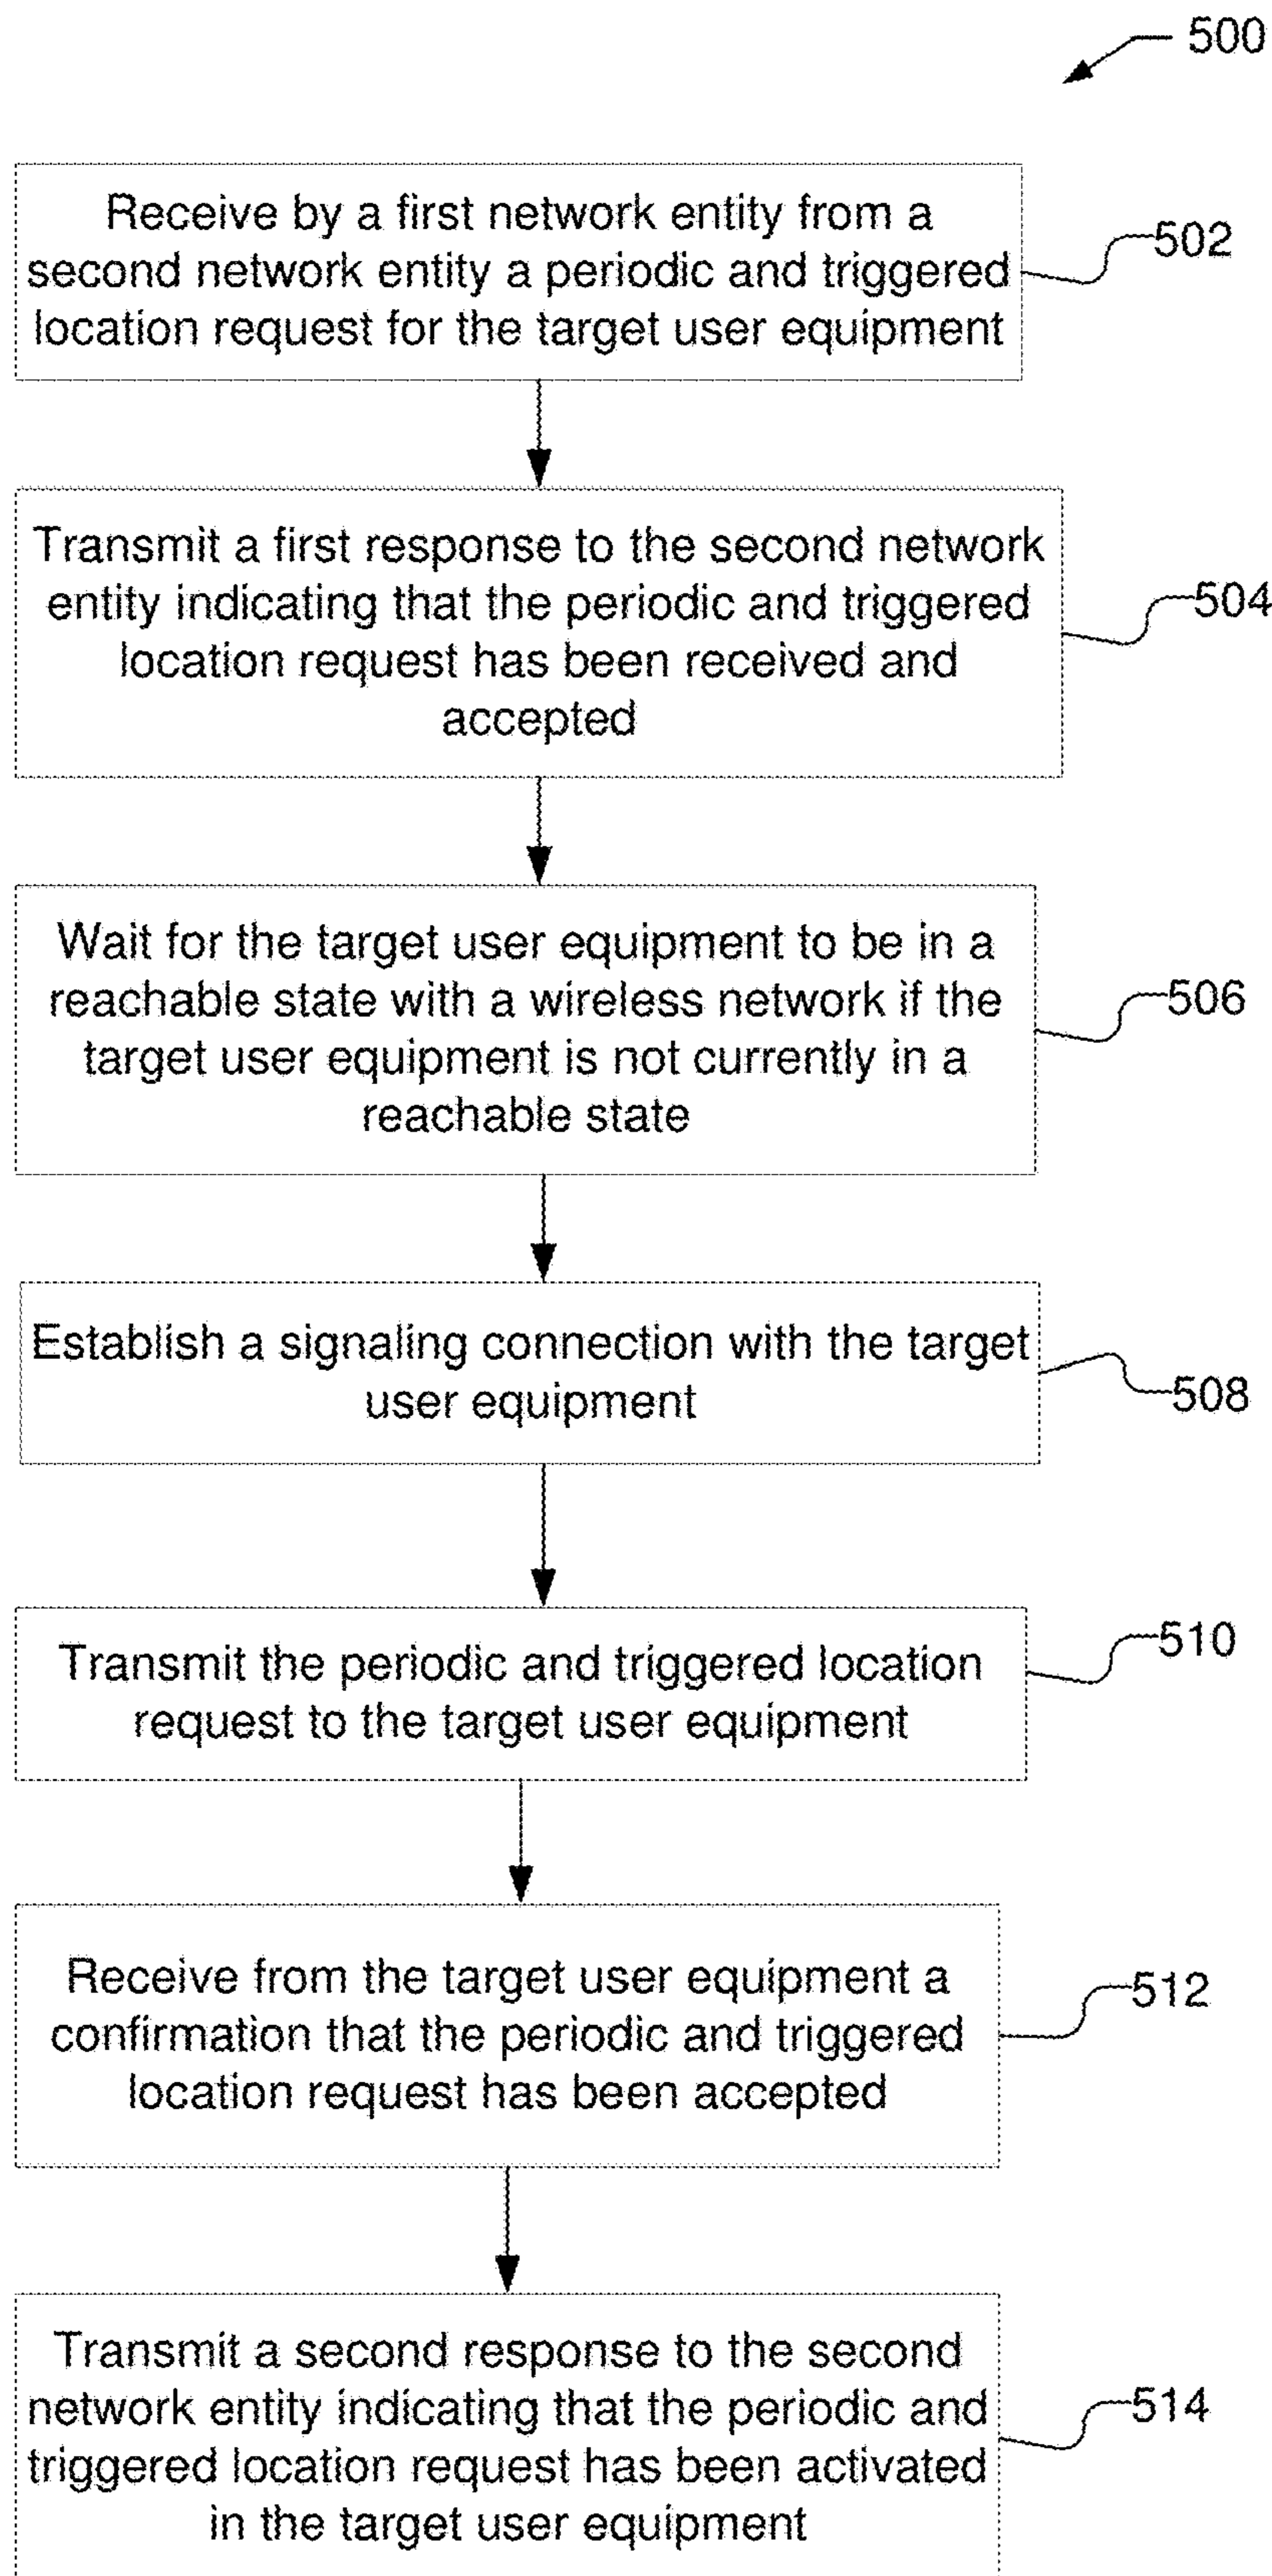 500
Receive by a first network entity from a
second network entity a periodic and triggered
location request for the target user equipment
502
Transmit a first response to the second network
entity indicating that the periodic and triggered
location request has been received and
accepted
504
Wait for the target user equipment to be in a
reachable state with a wireless network if the
target user equipment is not currently in a
reachable state
506
Establish a signaling connection with the target
user equipment
508
Transmit the periodic and triggered location
request to the target user equipment
510
Receive from the target user equipment a
confirmation that the periodic and triggered
location request has been accepted
512
Transmit a second response to the second
network entity indicating that the periodic and
triggered location request has been activated
in the target user equipment
514